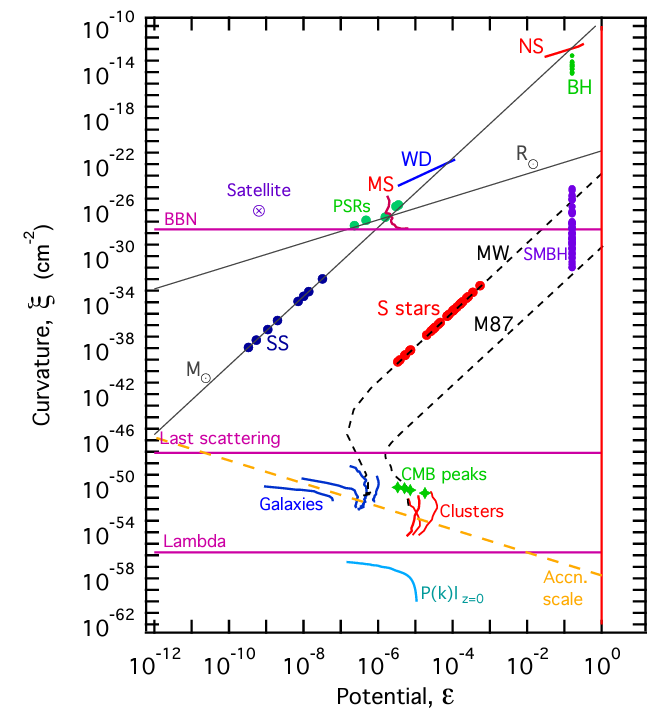 10^-10
10^-14
10^-18
10^-22
10^-26
10^-30
10^-34
10^-38
10^-42
10^-46
10^-50
10^-54
10^-58
10^-62
Curvature, ξ (cm^-2)
NS
BH
WD
R☉
Satellite
MS
PSRs
BBN
MW
SMBH
S stars
M87
SS
M☉
Last scattering
CMB peaks
Galaxies
Clusters
Lambda
Accn.
scale
P(k)| z=0
10^-12
10^-10
10^-8
10^-6
10^-4
10^-2
10^0
Potential, ε